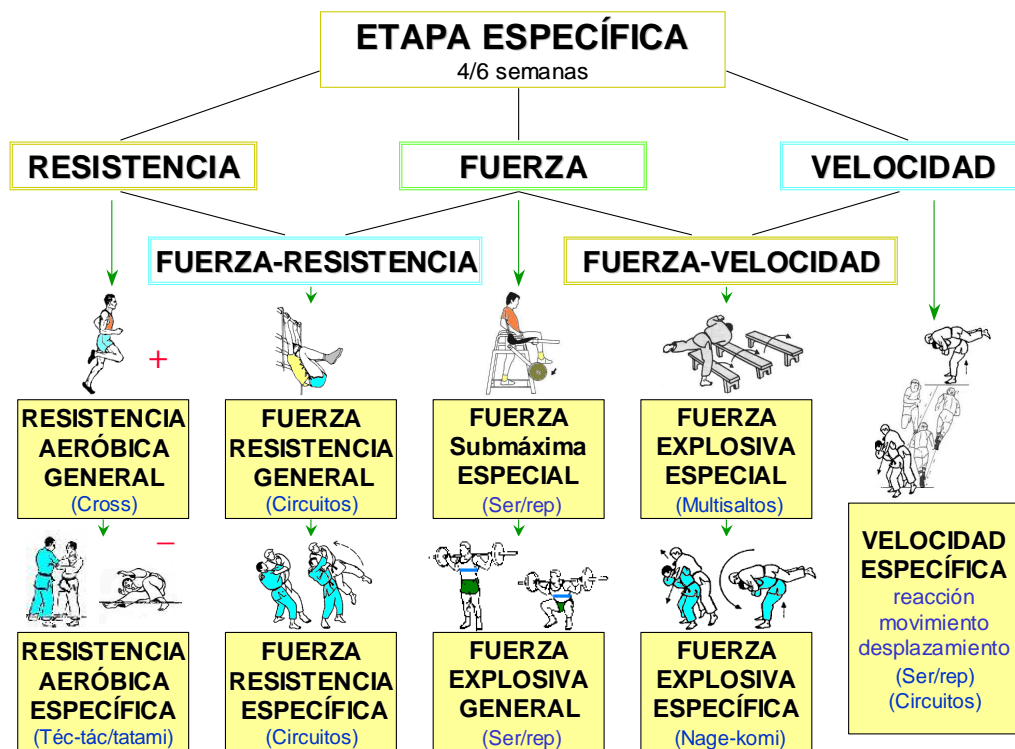 ETAPA ESPECÍFICA
4/6 semanas
RESISTENCIA
FUERZA
VELOCIDAD
FUERZA-RESISTENCIA
FUERZA-VELOCIDAD
+
RESISTENCIA
AERÓBICA
GENERAL
(Cross)
FUERZA
RESISTENCIA
GENERAL
(Circuitos)
FUERZA
Submáxima
ESPECIAL
(Ser/rep)
FUERZA
EXPLOSIVA
ESPECIAL
(Multisaltos)
VELOCIDAD
ESPECÍFICA
reacción
movimiento
desplazamiento
(Ser/rep)
(Circuitos)
−
RESISTENCIA
AERÓBICA
ESPECÍFICA
(Téc-tác/tatami)
FUERZA
RESISTENCIA
ESPECÍFICA
(Circuitos)
FUERZA
EXPLOSIVA
GENERAL
(Ser/rep)
FUERZA
EXPLOSIVA
ESPECÍFICA
(Nage-komi)